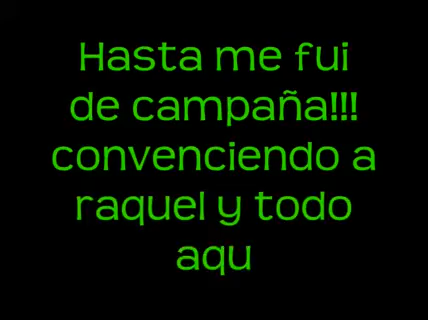 Hasta me fui
de campaña!!!
convenciendo a
raquel y todo
aqu